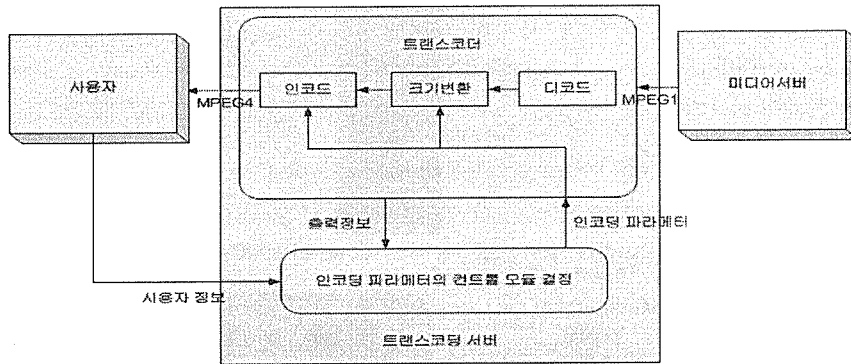 트랜스코더
사용자
인코드
크기변환
디코드
미디어서버
MPEG4
MPEG1
출력정보
인코딩 파라메터
인코딩 파라메터의 컨트롤 모듈 결정
사용자 정보
트랜스코딩 서버